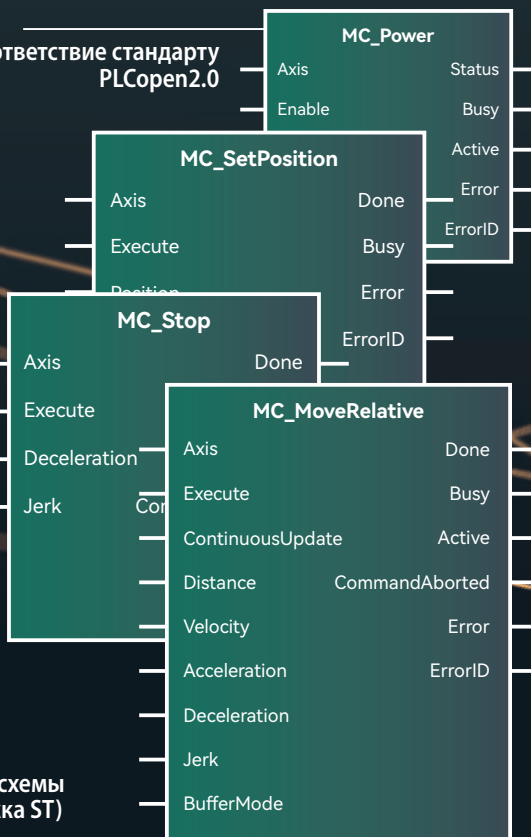 ответствие стандарту
PLCopen2.0
MC_Power
Axis Status
Enable Busy
Active
Error
ErrorID
MC_SetPosition
Axis Done
Execute Busy
Position Error
ErrorID
MC_Stop
Axis Done
Execute
Deceleration
Jerk Cor
MC_MoveRelative
Axis Done
Execute Busy
ContinuousUpdate Active
Distance CommandAborted
Velocity Error
Acceleration ErrorID
Deceleration
Jerk
BufferMode
схемы
ка ST)